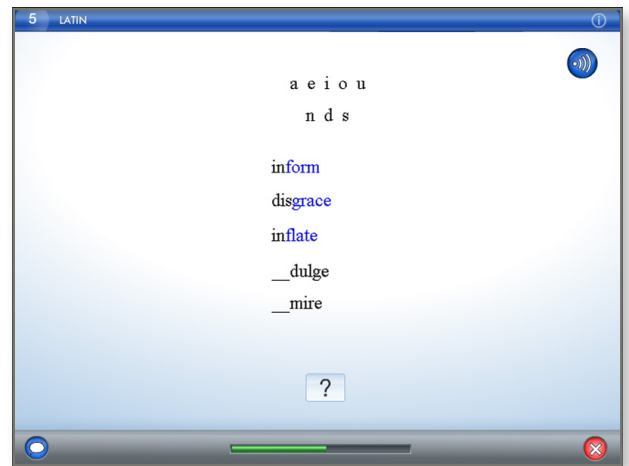 5 LATIN
a e i o u
n d s
inform
disgrace
inflate
__dulge
__mire
?